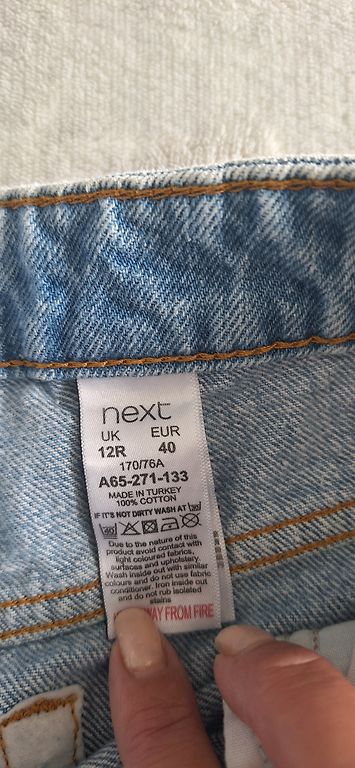 next
UK EUR
12R 40
170/76A
A65-271-133
MADE IN TURKEY
100% COTTON
IF IT'S NOT DIRTY WASH AT 30
40
Due to the nature of this
product avoid contact with
light coloured fabrics,
surfaces and upholstery.
Wash inside out with similar
colours and do not use fabric
conditioner. Iron inside out
and do not rub isolated
stains
WAY FROM FIRE